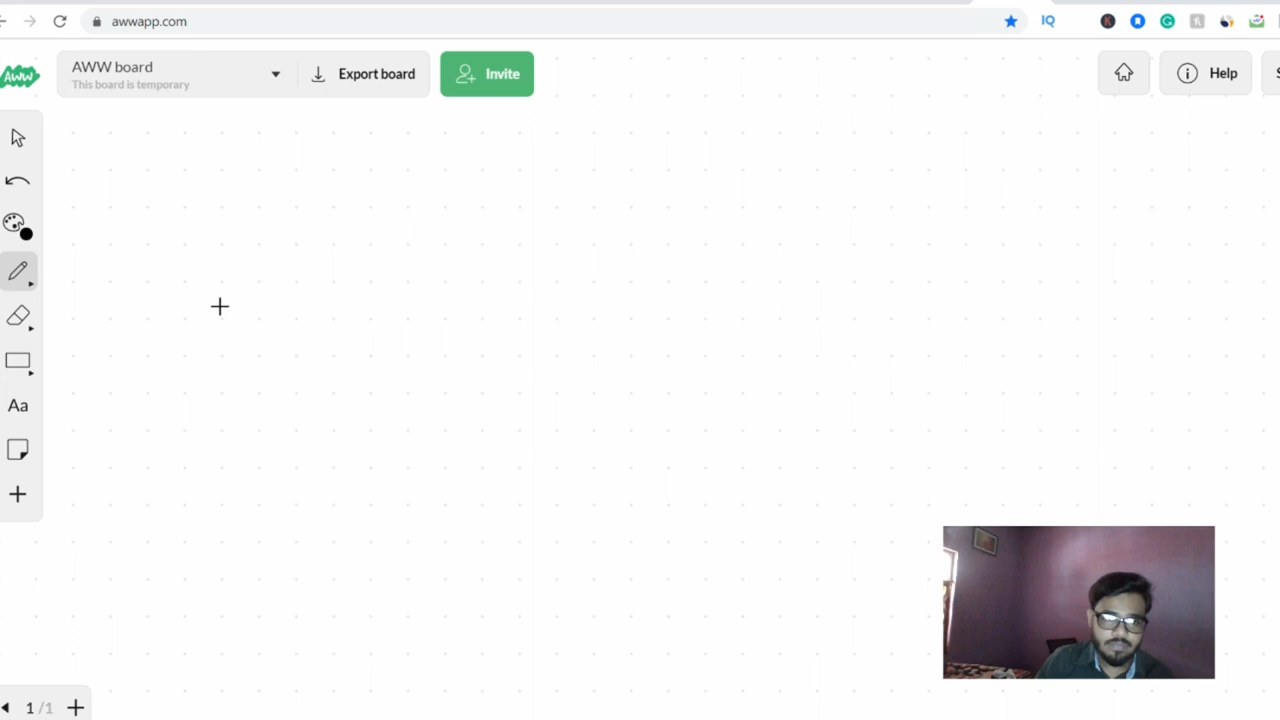 awwapp.com
IQ
AWW
AWW board
This board is temporary
Export board
Invite
Help
S
Aa
1 /1